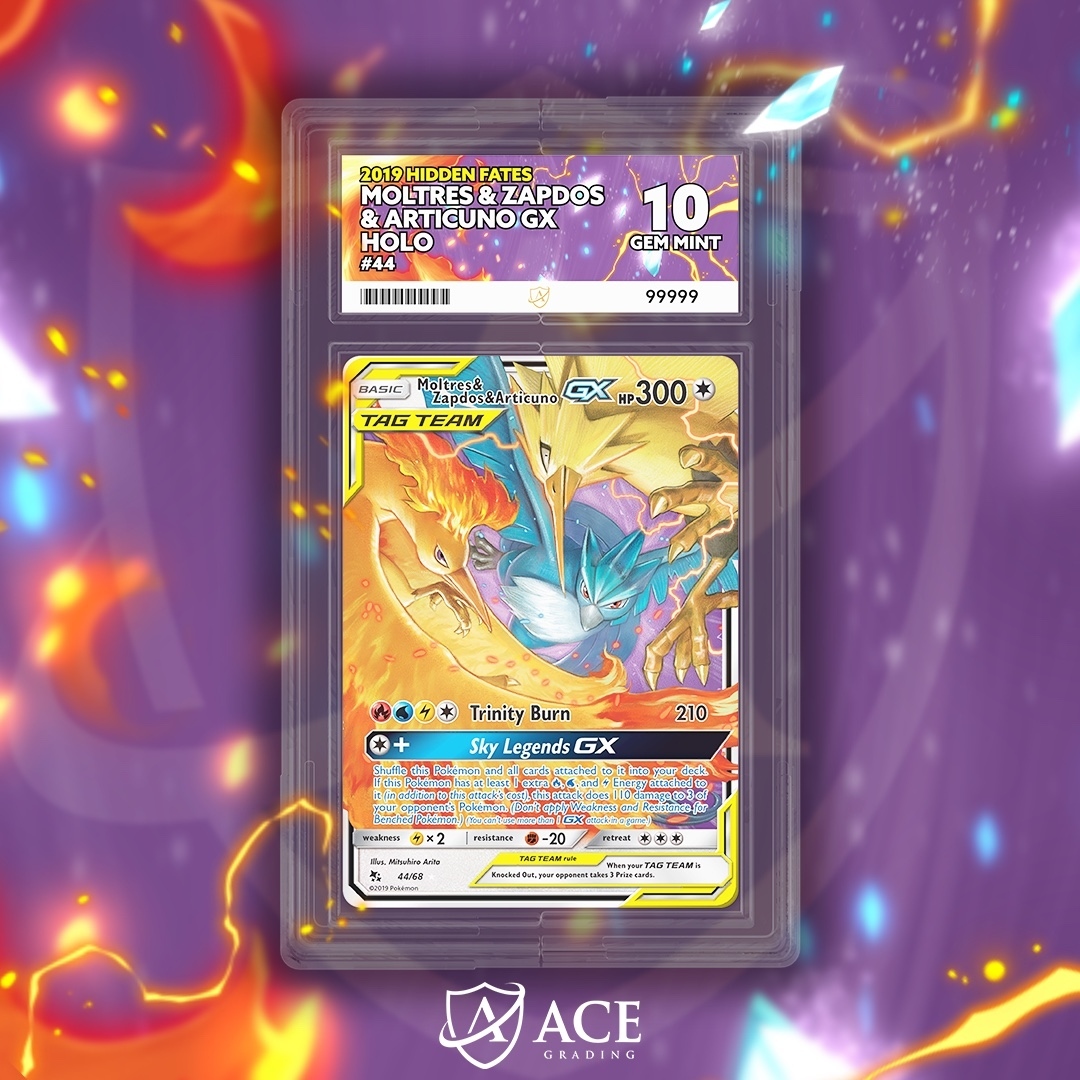 2019 HIDDEN FATES
MOLTRES & ZAPDOS
& ARTICUNO GX
HOLO
#44
10
GEM MINT
99999
BASIC
Moltres&
Zapdos&Articuno GX HP300
TAG TEAM
Trinity Burn 210
+ Sky Legends GX
Shuffle this Pokémon and all cards attached to it into your deck.
If this Pokémon has at least 1 extra , , and Energy attached to
it (in addition to this attack's cost), this attack does 110 damage to 3 of
your opponent's Pokémon. (Don't apply Weakness and Resistance for
Benched Pokémon.) (You can't use more than 1 GX attack in a game.)
weakness ×2 resistance -20 retreat
Illus. Mitsuhiro Arita
44/68
©2019 Pokémon
TAG TEAM rule
When your TAG TEAM is
Knocked Out, your opponent takes 3 Prize cards.
ACE
GRADING